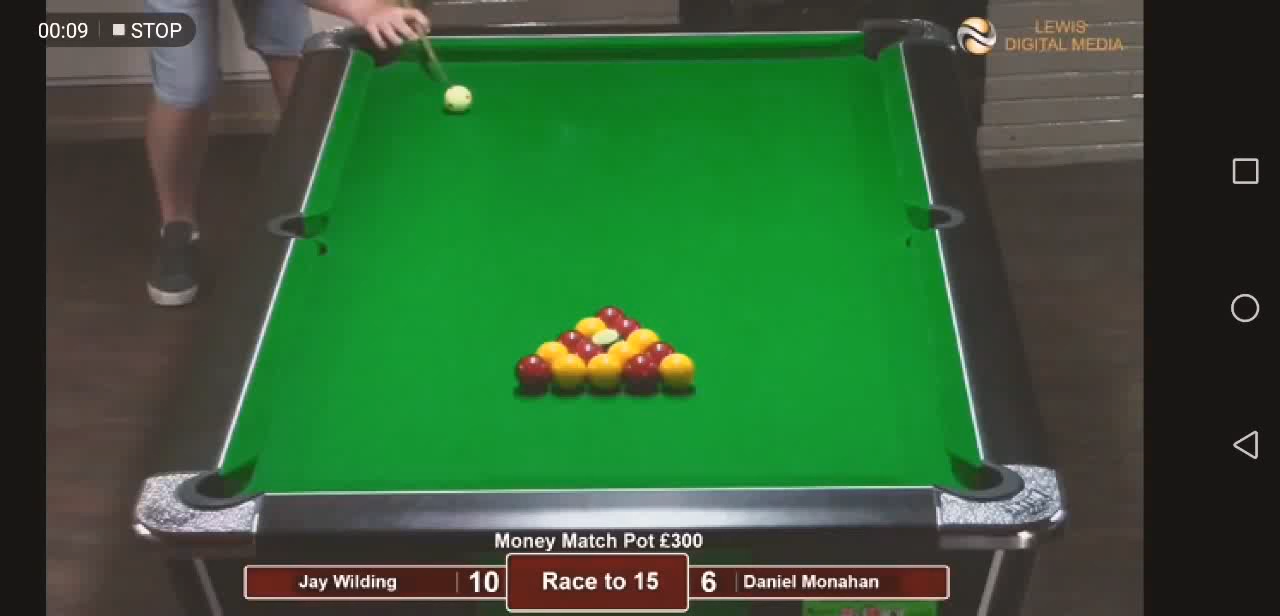 00:09 STOP
LEWIS
DIGITAL MEDIA
Money Match Pot £300
Jay Wilding 10 Race to 15 6 Daniel Monahan